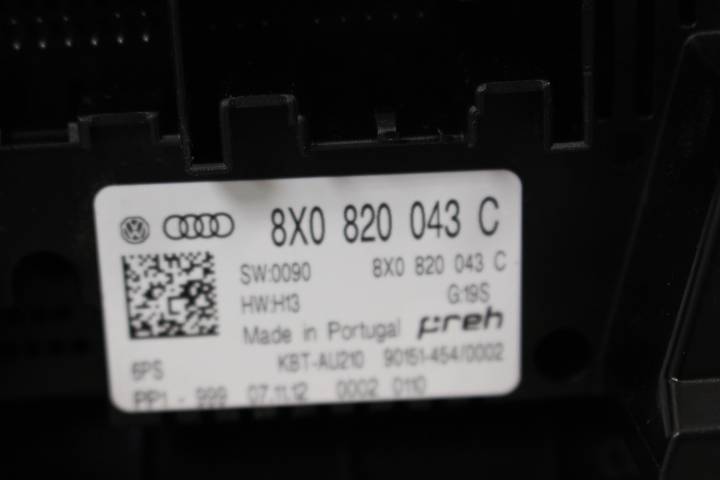 8X0 820 043 C
SW:0090 8X0 820 043 C
HW:H13 G:19S
Made in Portugal preh
KBT-AU210 90151-454/0002
6PS
PP1 - 999 07.11.12 0002 0110